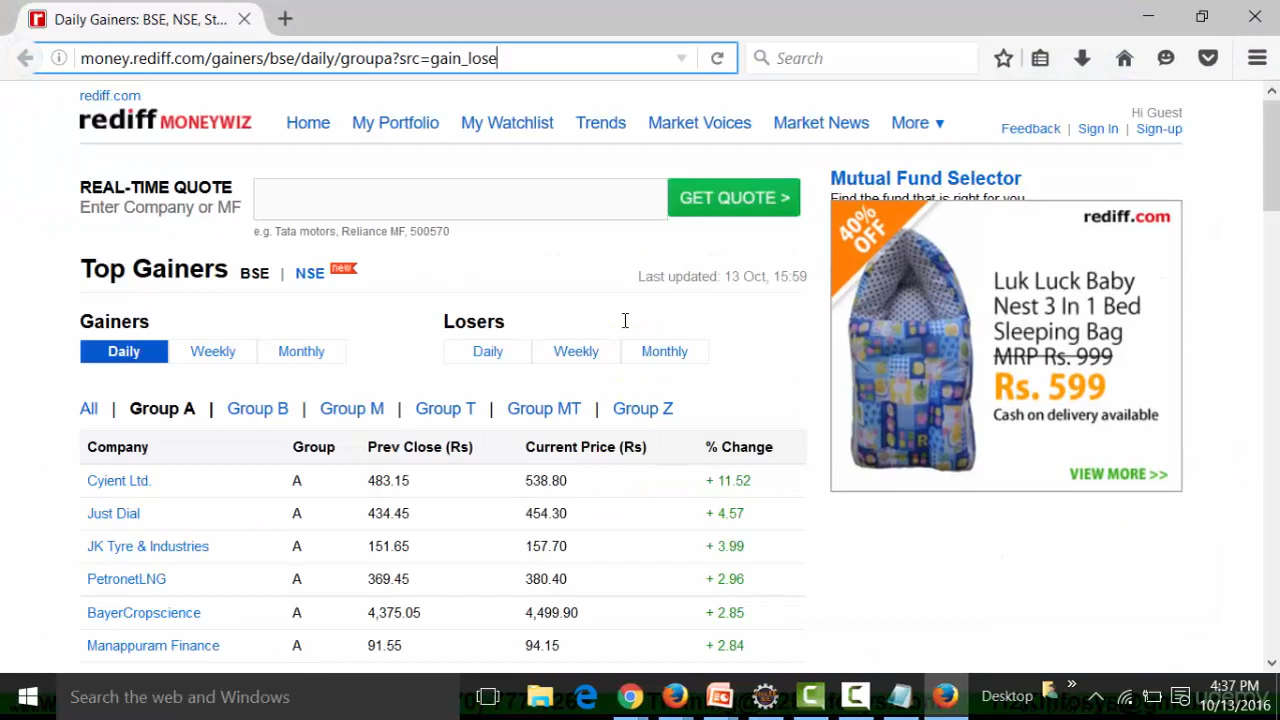 Daily Gainers: BSE, NSE, St...
money.rediff.com/gainers/bse/daily/groupa?src=gain_lose
Search
rediff.com
rediff MONEYWIZ
Home My Portfolio My Watchlist Trends Market Voices Market News More ▼
Hi Guest
Feedback | Sign In | Sign-up
REAL-TIME QUOTE
Enter Company or MF
GET QUOTE >
e.g. Tata motors, Reliance MF, 500570
Mutual Fund Selector
Find the fund that is right for you
40% OFF
rediff.com
Luk Luck Baby
Nest 3 In 1 Bed
Sleeping Bag
MRP Rs. 999
Rs. 599
Cash on delivery available
VIEW MORE >>
Top Gainers BSE | NSE new
Last updated: 13 Oct, 15:59
Gainers Losers
Daily Weekly Monthly Daily Weekly Monthly
All | Group A | Group B | Group M | Group T | Group MT | Group Z
Company Group Prev Close (Rs) Current Price (Rs) % Change
Cyient Ltd. A 483.15 538.80 + 11.52
Just Dial A 434.45 454.30 + 4.57
JK Tyre & Industries A 151.65 157.70 + 3.99
PetronetLNG A 369.45 380.40 + 2.96
BayerCropscience A 4,375.05 4,499.90 + 2.85
Manappuram Finance A 91.55 94.15 + 2.84
Search the web and Windows
Desktop
4:37 PM
10/13/2016
udemy